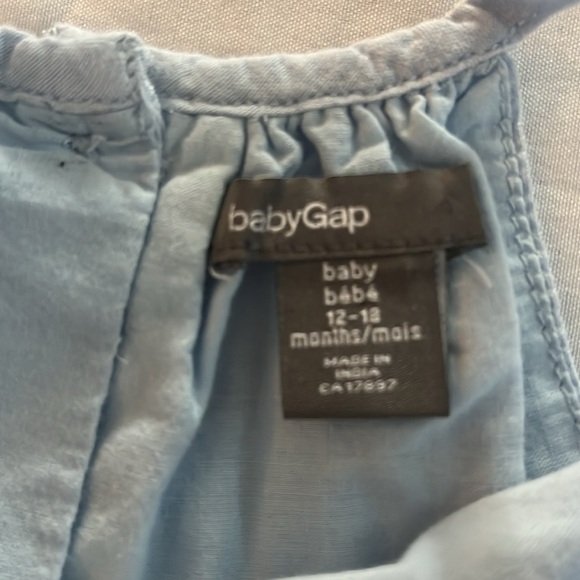 babyGap
baby
bébé
12-18
months/mois
MADE IN
INDIA
CA17897